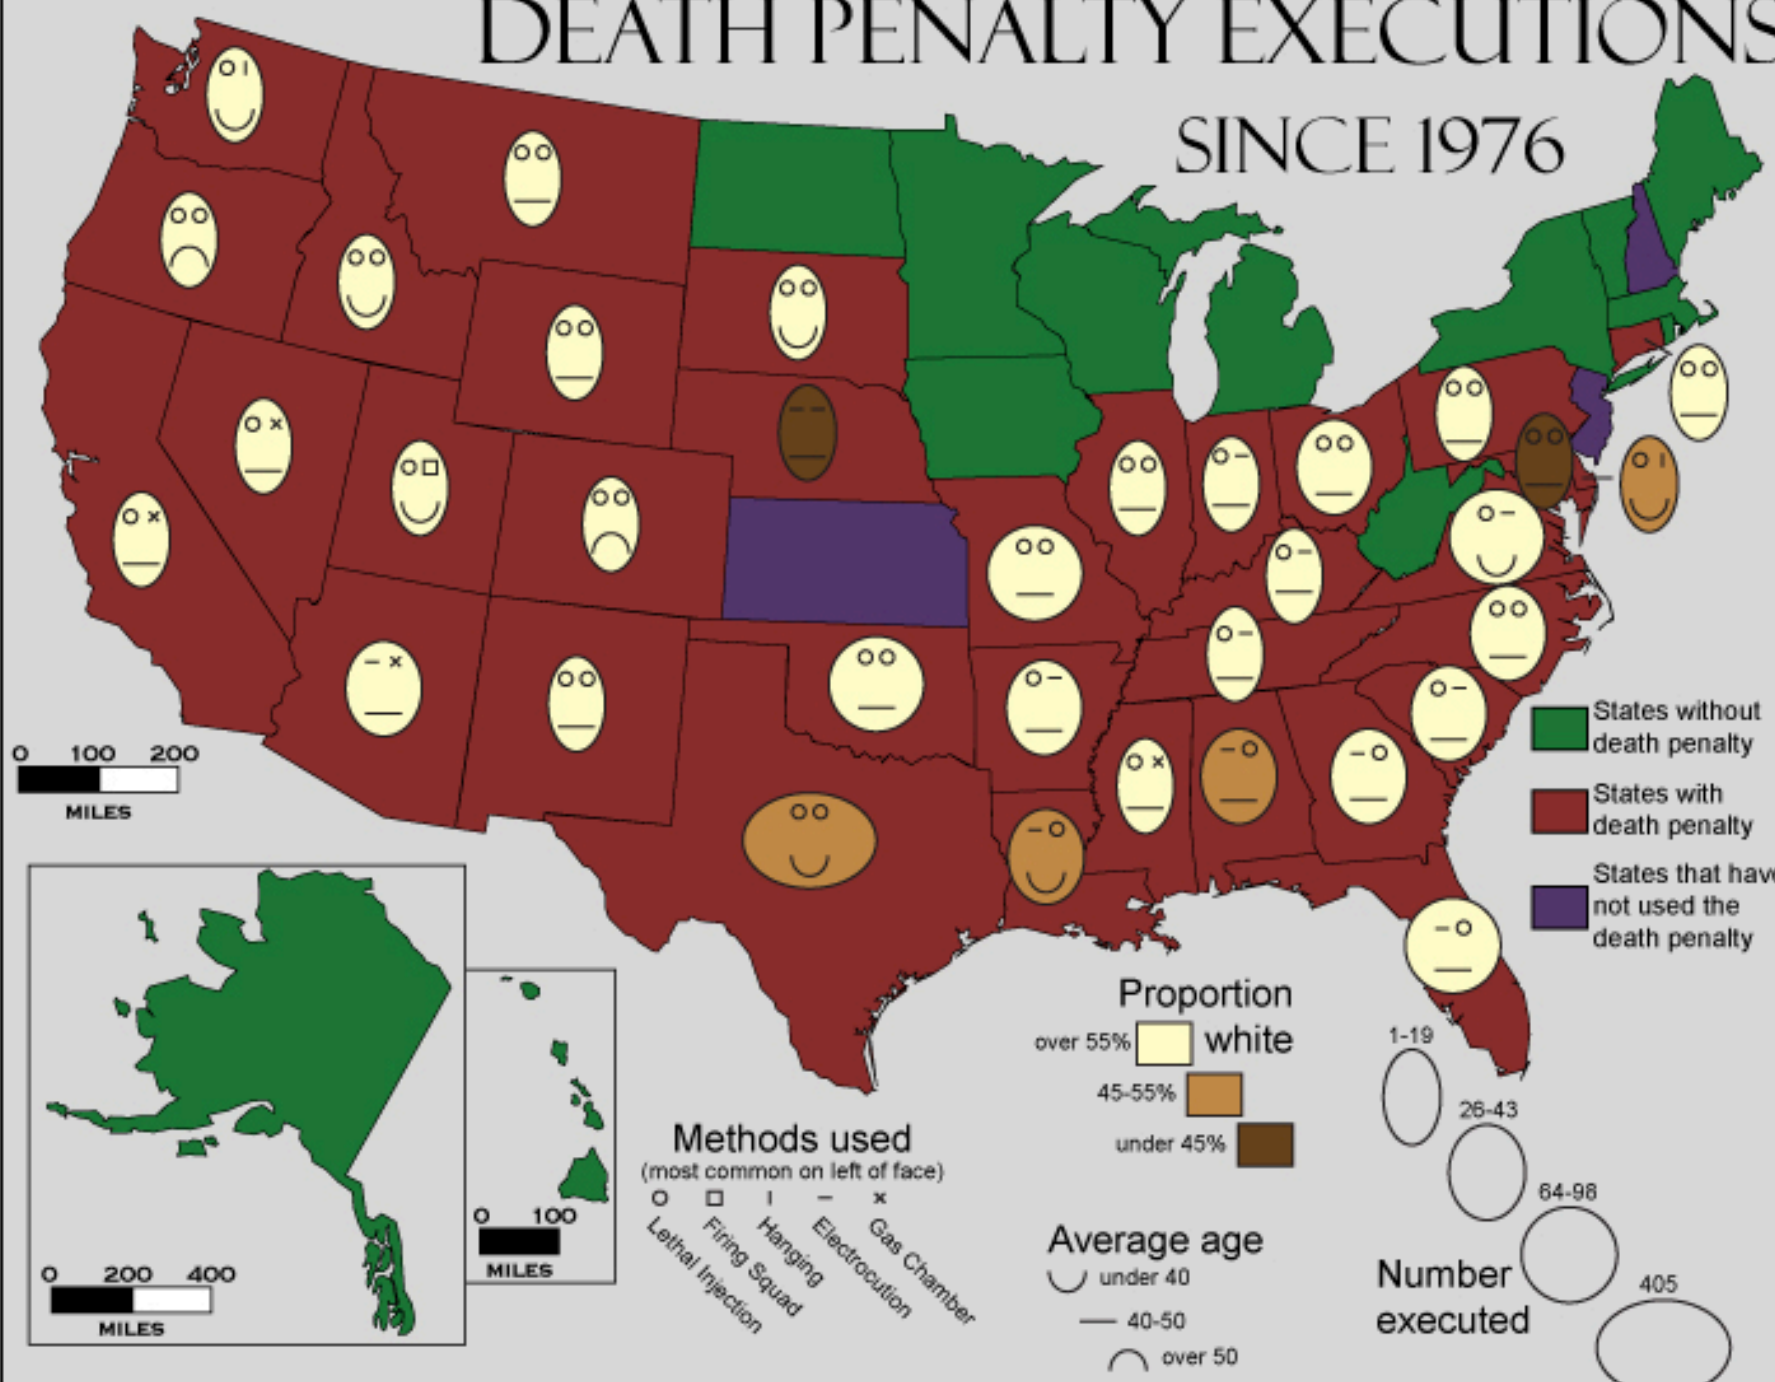 DEATH PENALTY EXECUTIONS
SINCE 1976
0 100 200
MILES
States without
death penalty
States with
death penalty
States that have
not used the
death penalty
Proportion
white
over 55%
45-55%
under 45%
Methods used
(most common on left of face)
Lethal Injection
Firing Squad
Hanging
Electrocution
Gas Chamber
Average age
under 40
40-50
over 50
1-19
26-43
64-98
405
Number
executed
0 200 400
MILES
0 100
MILES